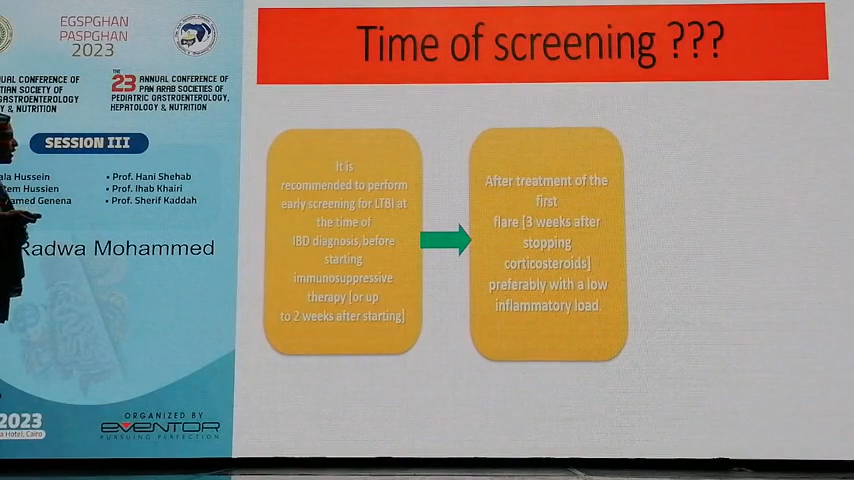 EGSPGHAN
PASPGHAN
2023
UAL CONFERENCE OF
TIAN SOCIETY OF
GASTROENTEROLOGY
Y & NUTRITION
THE
23 ANNUAL CONFERENCE OF
PAN ARAB SOCIETIES OF
PEDIATRIC GASTROENTEROLOGY,
HEPATOLOGY & NUTRITION
SESSION III
ala Hussein
tem Hussien
amed Genena
• Prof. Hani Shehab
• Prof. Ihab Khairi
• Prof. Sherif Kaddah
Radwa Mohammed
2023
a Hotel, Cairo
ORGANIZED BY
EVENTOR
PURSUING PERFECTION
Time of screening ???
It is
recommended to perform
early screening for LTBI at
the time of
IBD diagnosis, before
starting
immunosuppressive
therapy [or up
to 2 weeks after starting]
After treatment of the
first
flare [3 weeks after
stopping
corticosteroids]
preferably with a low
inflammatory load.